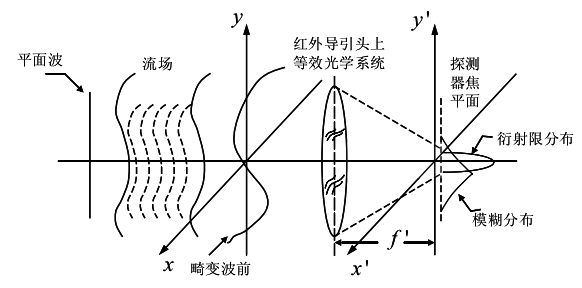 y
y'
红外导引头上
等效光学系统
探测
器焦
平面
平面波
流场
衍射限分布
模糊分布
f'
x
畸变波前
x'